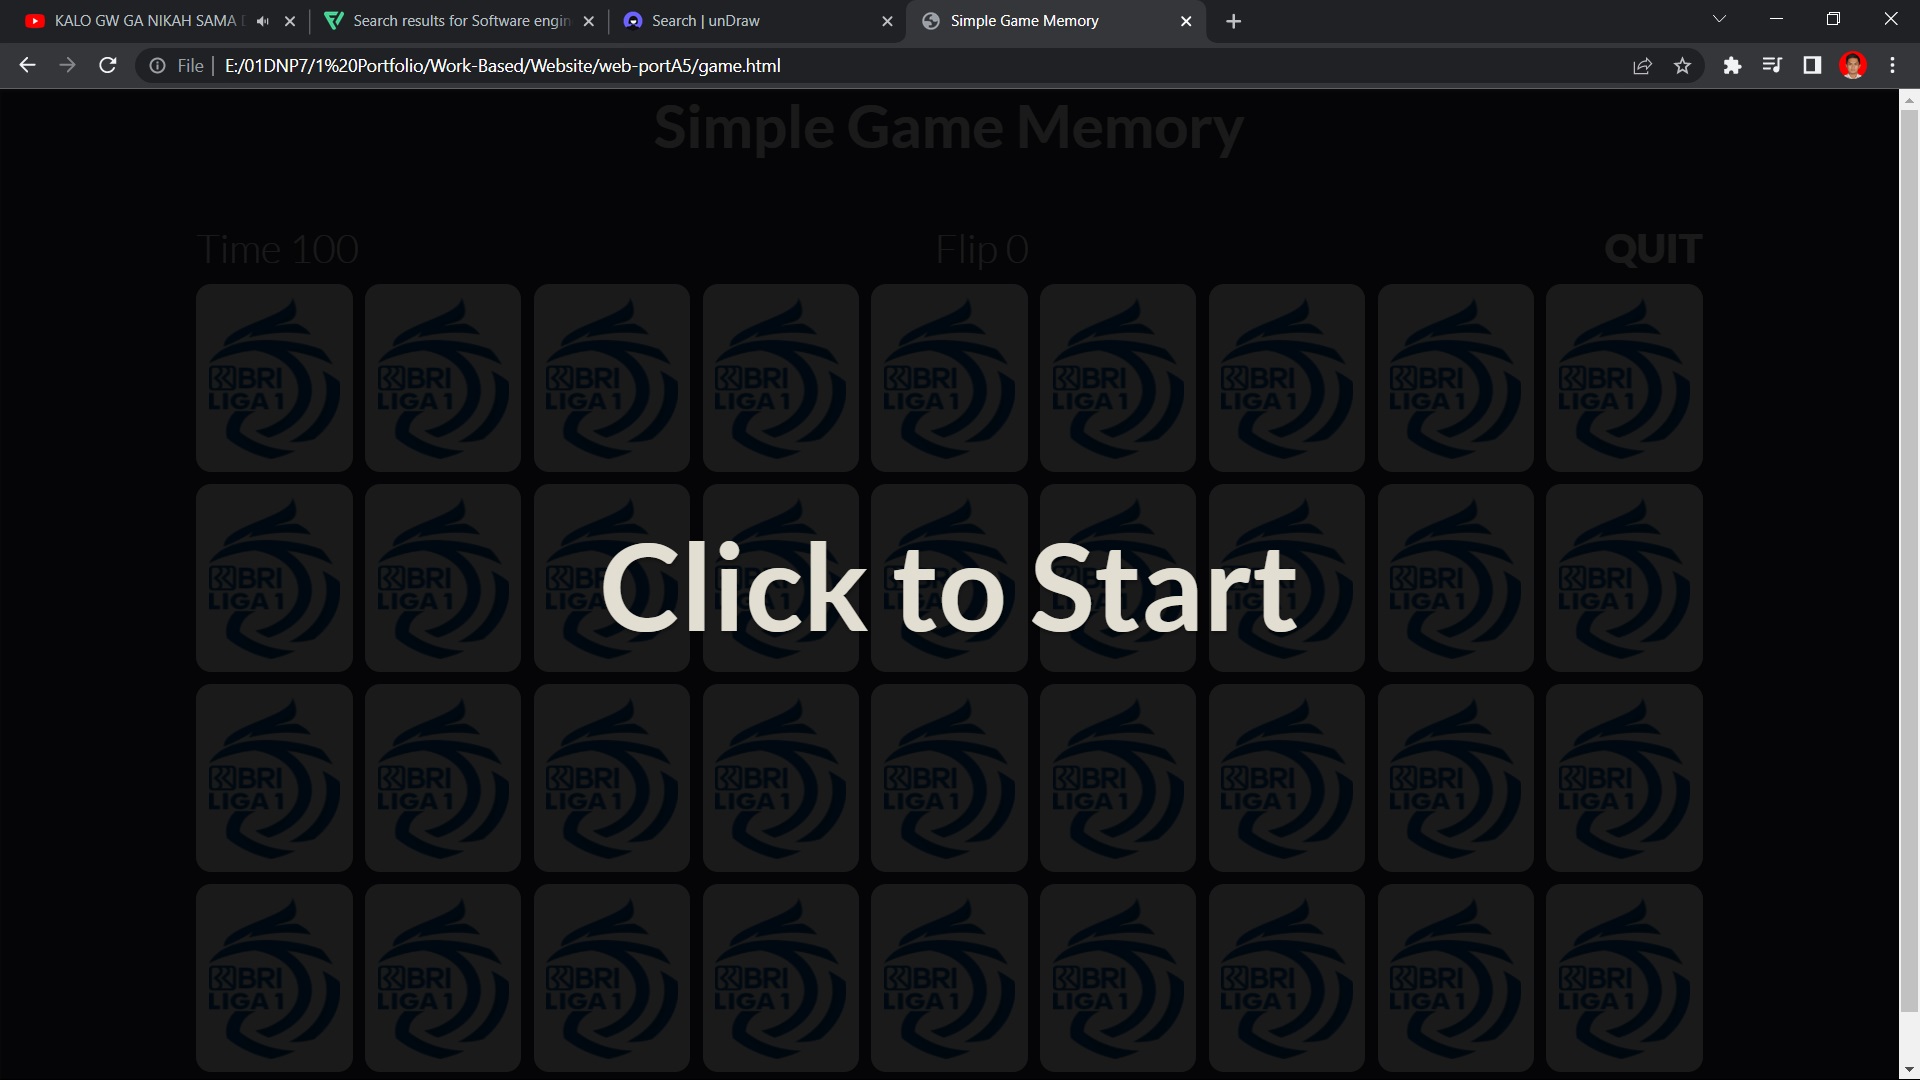 KALO GW GA NIKAH SAMA
Search results for Software engin
Search | unDraw
Simple Game Memory
File
E:/01DNP7/1%20Portfolio/Work-Based/Website/web-portA5/game.html
Simple Game Memory
Time 100
Flip 0
QUIT
BRI BRI BRI BRI BRI BRI BRI BRI BRI
LIGA 1 LIGA 1 LIGA 1 LIGA 1 LIGA 1 LIGA 1 LIGA 1 LIGA 1 LIGA 1
Click to Start
BRI BRI BRI BRI BRI BRI BRI BRI BRI
LIGA 1 LIGA 1 LIGA 1 LIGA 1 LIGA 1 LIGA 1 LIGA 1 LIGA 1 LIGA 1
BRI BRI BRI BRI BRI BRI BRI BRI BRI
LIGA 1 LIGA 1 LIGA 1 LIGA 1 LIGA 1 LIGA 1 LIGA 1 LIGA 1 LIGA 1
BRI BRI BRI BRI BRI BRI BRI BRI BRI
LIGA 1 LIGA 1 LIGA 1 LIGA 1 LIGA 1 LIGA 1 LIGA 1 LIGA 1 LIGA 1